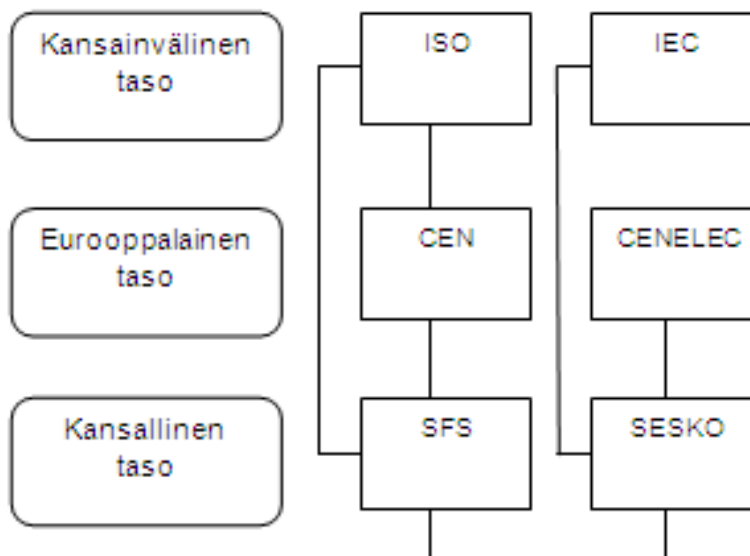 Kansainvälinen
taso
ISO
IEC
Eurooppalainen
taso
CEN
CENELEC
Kansallinen
taso
SFS
SESKO